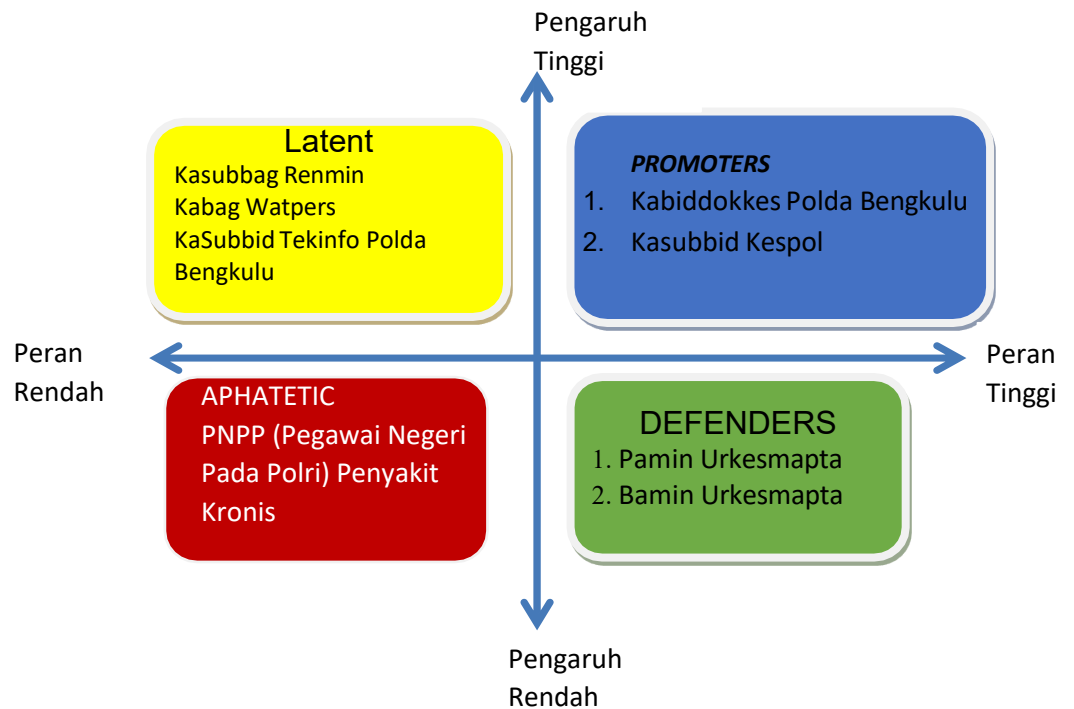 Pengaruh
Tinggi
Latent
Kasubbag Renmin
Kabag Watpers
KaSubbid Tekinfo Polda
Bengkulu
PROMOTERS
1. Kabiddokkes Polda Bengkulu
2. Kasubbid Kespol
Peran
Rendah
Peran
Tinggi
APHATETIC
PNPP (Pegawai Negeri
Pada Polri) Penyakit
Kronis
DEFENDERS
1. Pamin Urkesmapta
2. Bamin Urkesmapta
Pengaruh
Rendah